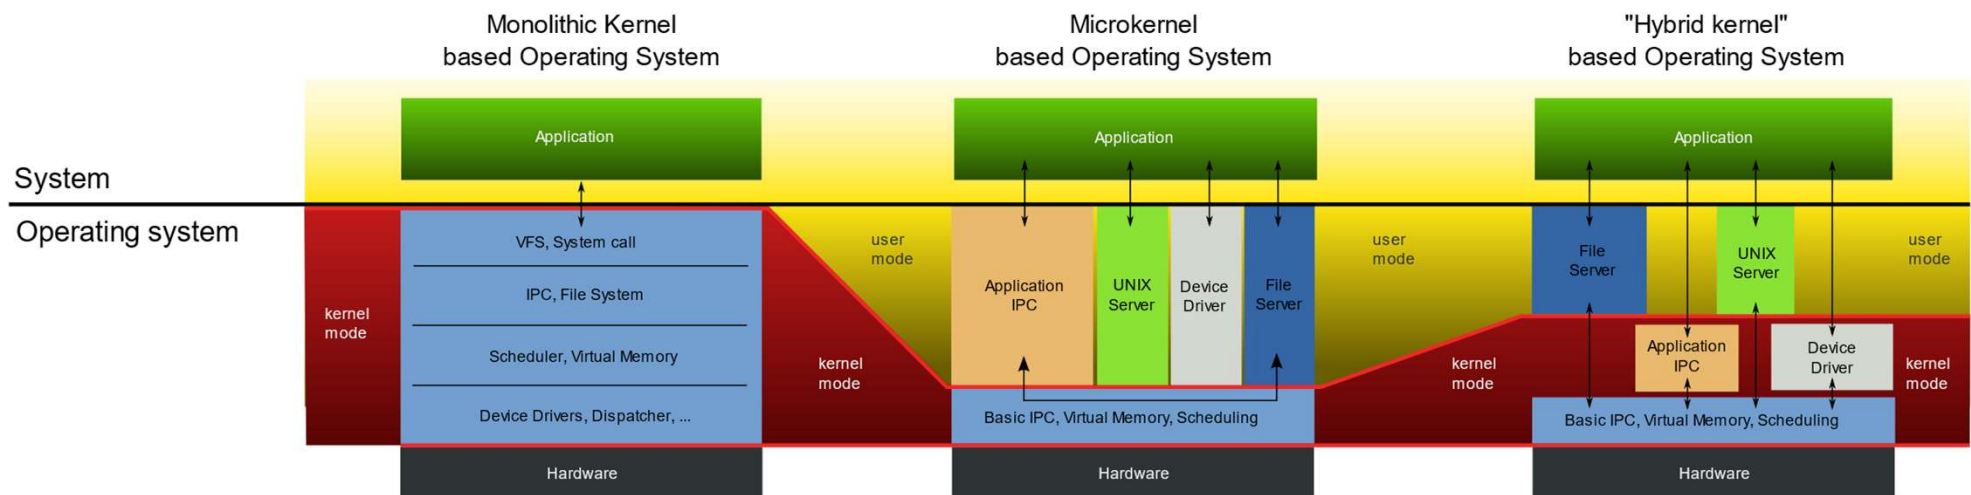 Monolithic Kernel
based Operating System
Microkernel
based Operating System
"Hybrid kernel"
based Operating System
Application
Application
Application
System
Operating system
VFS, System call
IPC, File System
Scheduler, Virtual Memory
Device Drivers, Dispatcher, ...
Hardware
kernel
mode
kernel
mode
user
mode
Application
IPC
UNIX
Server
Device
Driver
File
Server
Basic IPC, Virtual Memory, Scheduling
Hardware
user
mode
kernel
mode
File
Server
UNIX
Server
user
mode
Application
IPC
Device
Driver
kernel
mode
Basic IPC, Virtual Memory, Scheduling
Hardware